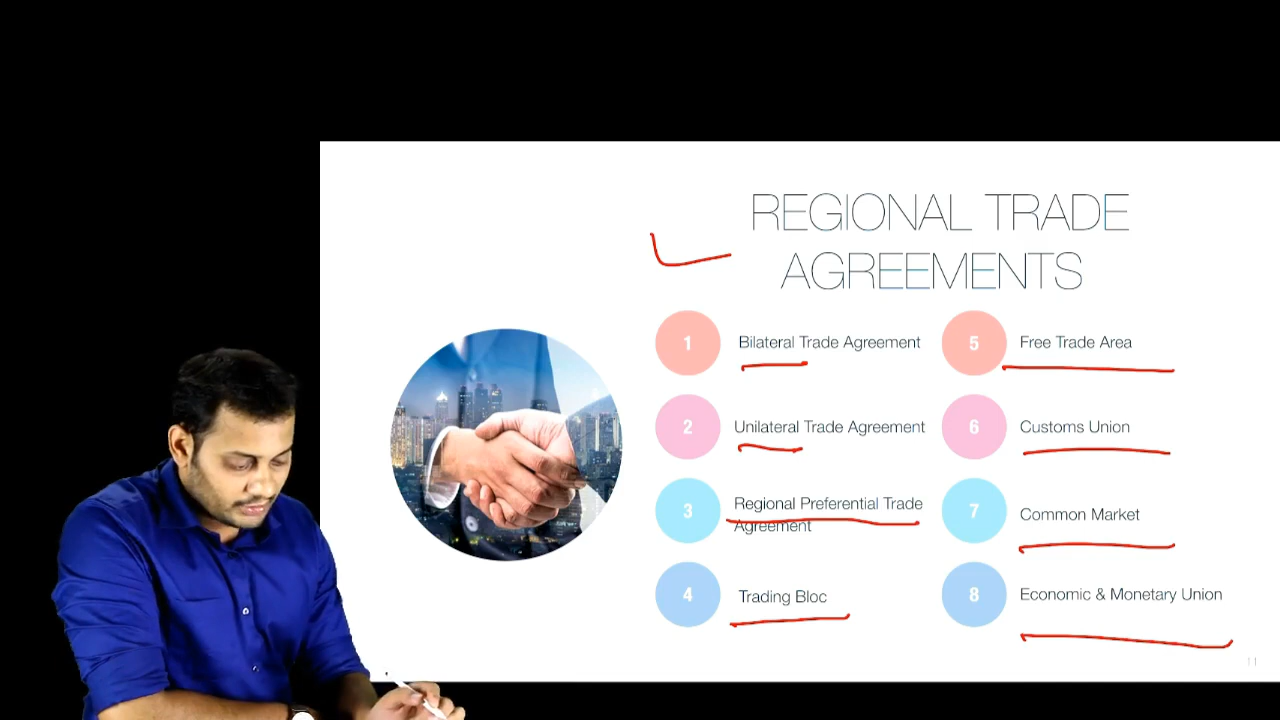 REGIONAL TRADE
AGREEMENTS
1
Bilateral Trade Agreement
2
Unilateral Trade Agreement
3
Regional Preferential Trade
Agreement
4
Trading Bloc
5
Free Trade Area
6
Customs Union
7
Common Market
8
Economic & Monetary Union
11